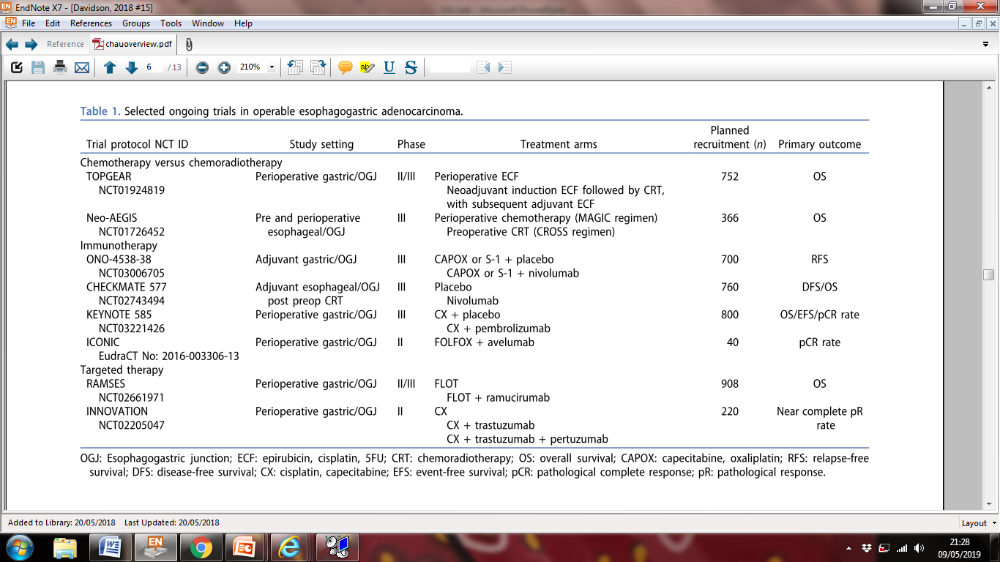 EndNote X7 - [Davidson, 2018 #15]
EN File Edit References Groups Tools Window Help
Reference chauoverview.pdf
6 / 13 210% ab U S
Table 1. Selected ongoing trials in operable esophagogastric adenocarcinoma.
Planned
Trial protocol NCT ID Study setting Phase Treatment arms recruitment (n) Primary outcome
Chemotherapy versus chemoradiotherapy
TOPGEAR Perioperative gastric/OGJ II/III Perioperative ECF 752 OS
NCT01924819 Neoadjuvant induction ECF followed by CRT,
with subsequent adjuvant ECF
Neo-AEGIS Pre and perioperative III Perioperative chemotherapy (MAGIC regimen) 366 OS
NCT01726452 esophageal/OGJ Preoperative CRT (CROSS regimen)
Immunotherapy
ONO-4538-38 Adjuvant gastric/OGJ III CAPOX or S-1 + placebo 700 RFS
NCT03006705 CAPOX or S-1 + nivolumab
CHECKMATE 577 Adjuvant esophageal/OGJ III Placebo 760 DFS/OS
NCT02743494 post preop CRT Nivolumab
KEYNOTE 585 Perioperative gastric/OGJ III CX + placebo 800 OS/EFS/pCR rate
NCT03221426 CX + pembrolizumab
ICONIC Perioperative gastric/OGJ II FOLFOX + avelumab 40 pCR rate
EudraCT No: 2016-003306-13
Targeted therapy
RAMSES Perioperative gastric/OGJ II/III FLOT 908 OS
NCT02661971 FLOT + ramucirumab
INNOVATION Perioperative gastric/OGJ II CX 220 Near complete pR
NCT02205047 CX + trastuzumab rate
CX + trastuzumab + pertuzumab
OGJ: Esophagogastric junction; ECF: epirubicin, cisplatin, 5FU; CRT: chemoradiotherapy; OS: overall survival; CAPOX: capecitabine, oxaliplatin; RFS: relapse-free
survival; DFS: disease-free survival; CX: cisplatin, capecitabine; EFS: event-free survival; pCR: pathological complete response; pR: pathological response.
Added to Library: 20/05/2018 Last Updated: 20/05/2018 Layout
EN
21:28
09/05/2019